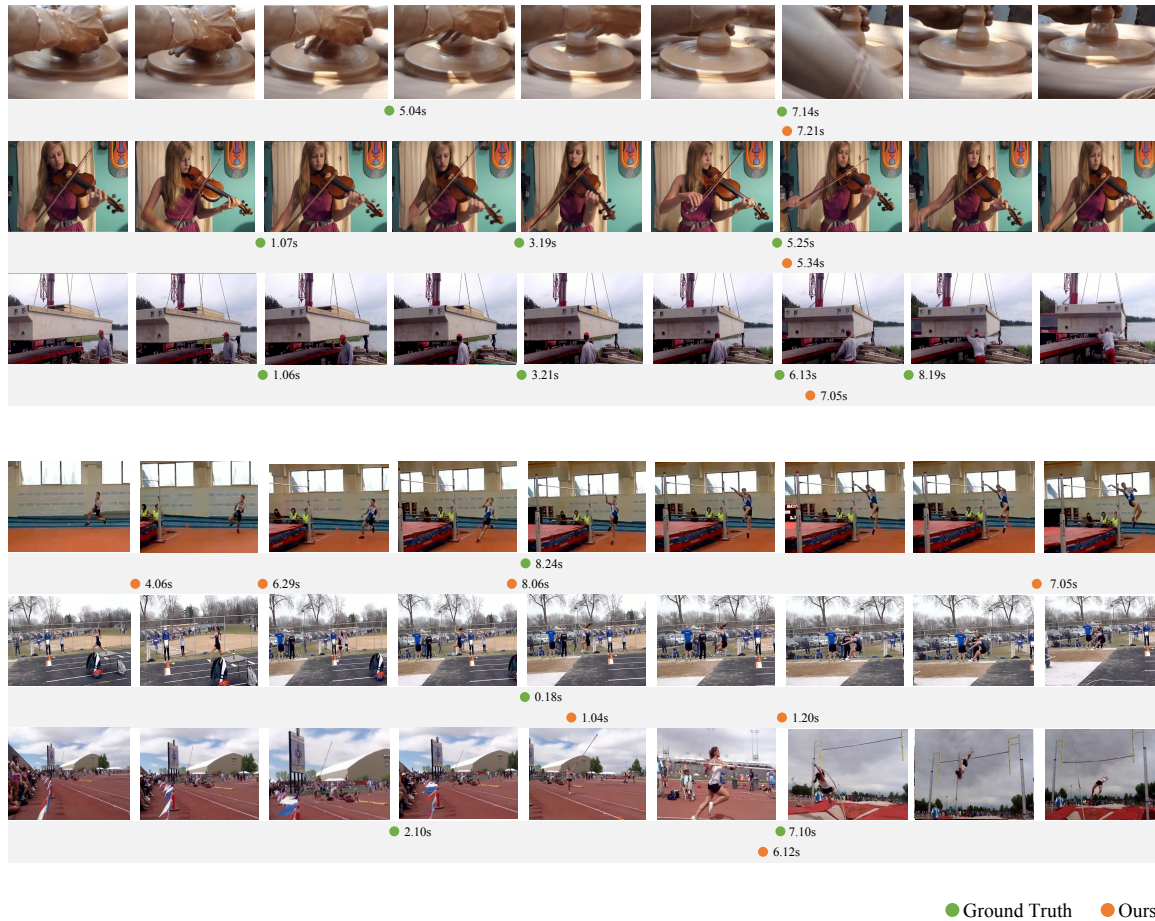 5.04s 7.14s
7.21s
1.07s 3.19s 5.25s
5.34s
1.06s 3.21s 6.13s 8.19s
7.05s
8.24s
4.06s 6.29s 8.06s 7.05s
0.18s
1.04s 1.20s
2.10s 7.10s
6.12s
Ground Truth Ours